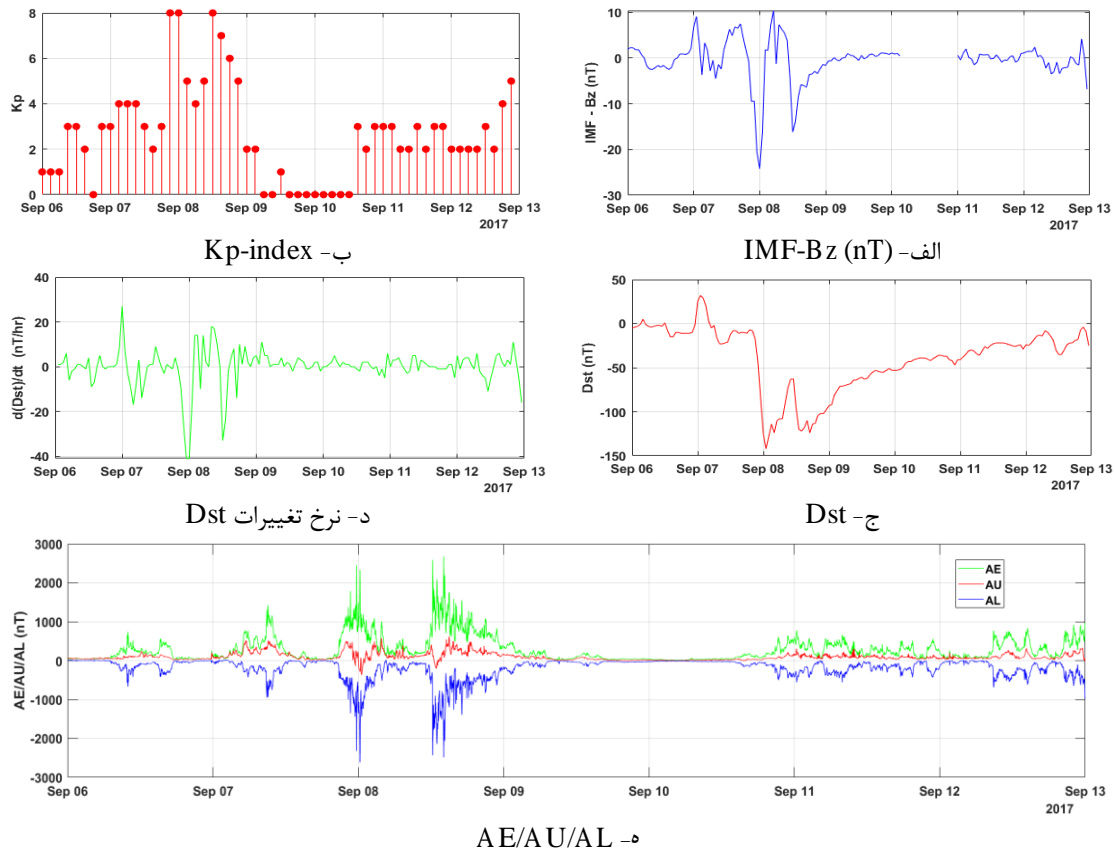 8
6
4
2
0
Kp
Sep 06
Sep 07
Sep 08
Sep 09
Sep 10
Sep 11
Sep 12
Sep 13
2017
ب- Kp-index
10
0
-10
-20
-30
IMF - Bz (nT)
Sep 06
Sep 07
Sep 08
Sep 09
Sep 10
Sep 11
Sep 12
Sep 13
2017
الف- IMF-Bz (nT)
40
20
0
-20
-40
d(Dst)/dt (nT/hr)
Sep 06
Sep 07
Sep 08
Sep 09
Sep 10
Sep 11
Sep 12
Sep 13
2017
د- نرخ تغییرات Dst
50
0
-50
-100
-150
Dst (nT)
Sep 06
Sep 07
Sep 08
Sep 09
Sep 10
Sep 11
Sep 12
Sep 13
2017
ج- Dst
3000
2000
1000
0
-1000
-2000
-3000
AE/AU/AL (nT)
AE
AU
AL
Sep 06
Sep 07
Sep 08
Sep 09
Sep 10
Sep 11
Sep 12
Sep 13
2017
ه- AE/AU/AL